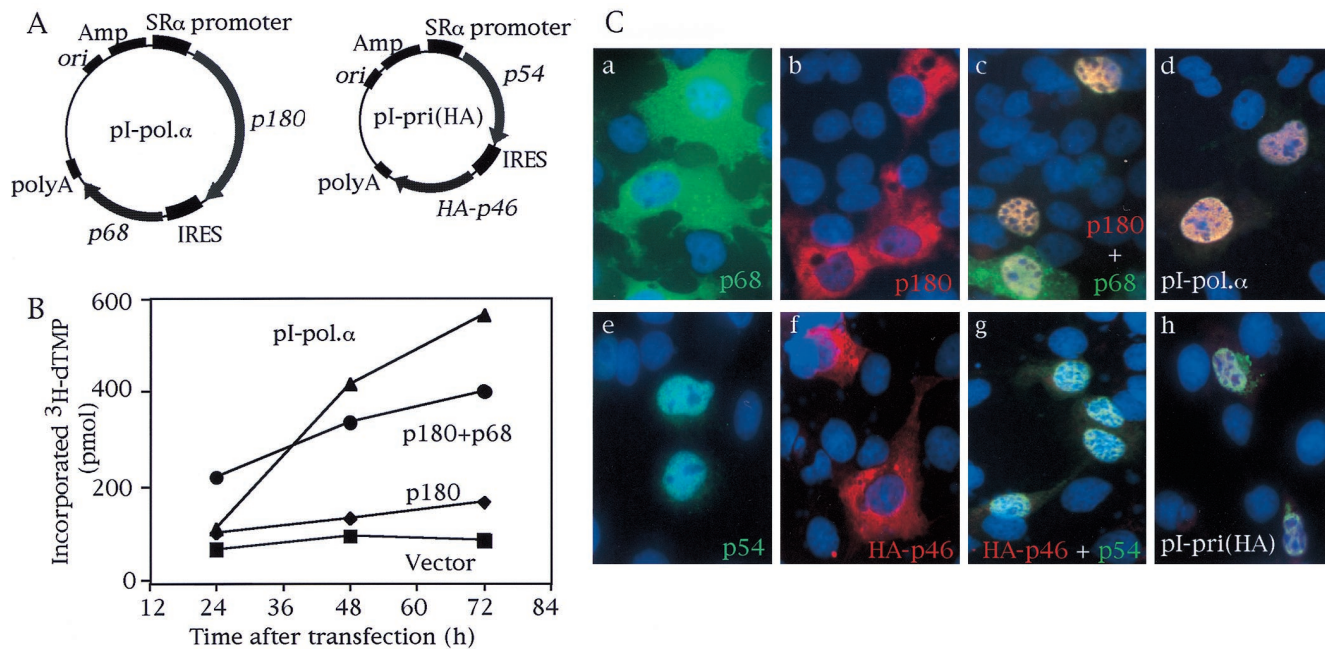 A
SRα promoter
Amp
ori
p180
pI-pol.α
polyA
p68
IRES
SRα promoter
Amp
ori
p54
pI-pri(HA)
IRES
polyA
HA-p46
B
600
400
200
0
Incorporated ³H-dTMP
(pmol)
pI-pol.α
p180+p68
p180
Vector
12 24 36 48 60 72 84
Time after transfection (h)
C
a
p68
b
p180
c
p180
+
p68
d
pI-pol.α
e
p54
f
HA-p46
g
HA-p46 + p54
h
pI-pri(HA)